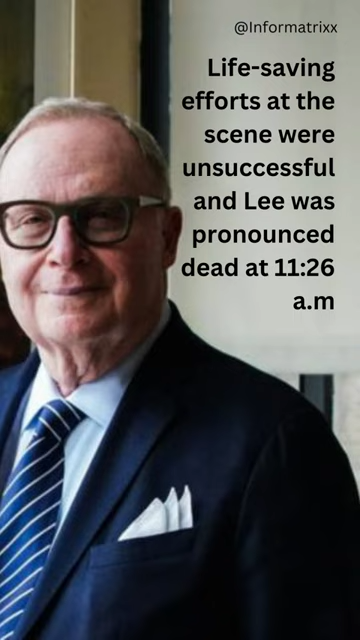 @Informatrixx
Life-saving
efforts at the
scene were
unsuccessful
and Lee was
pronounced
dead at 11:26
a.m